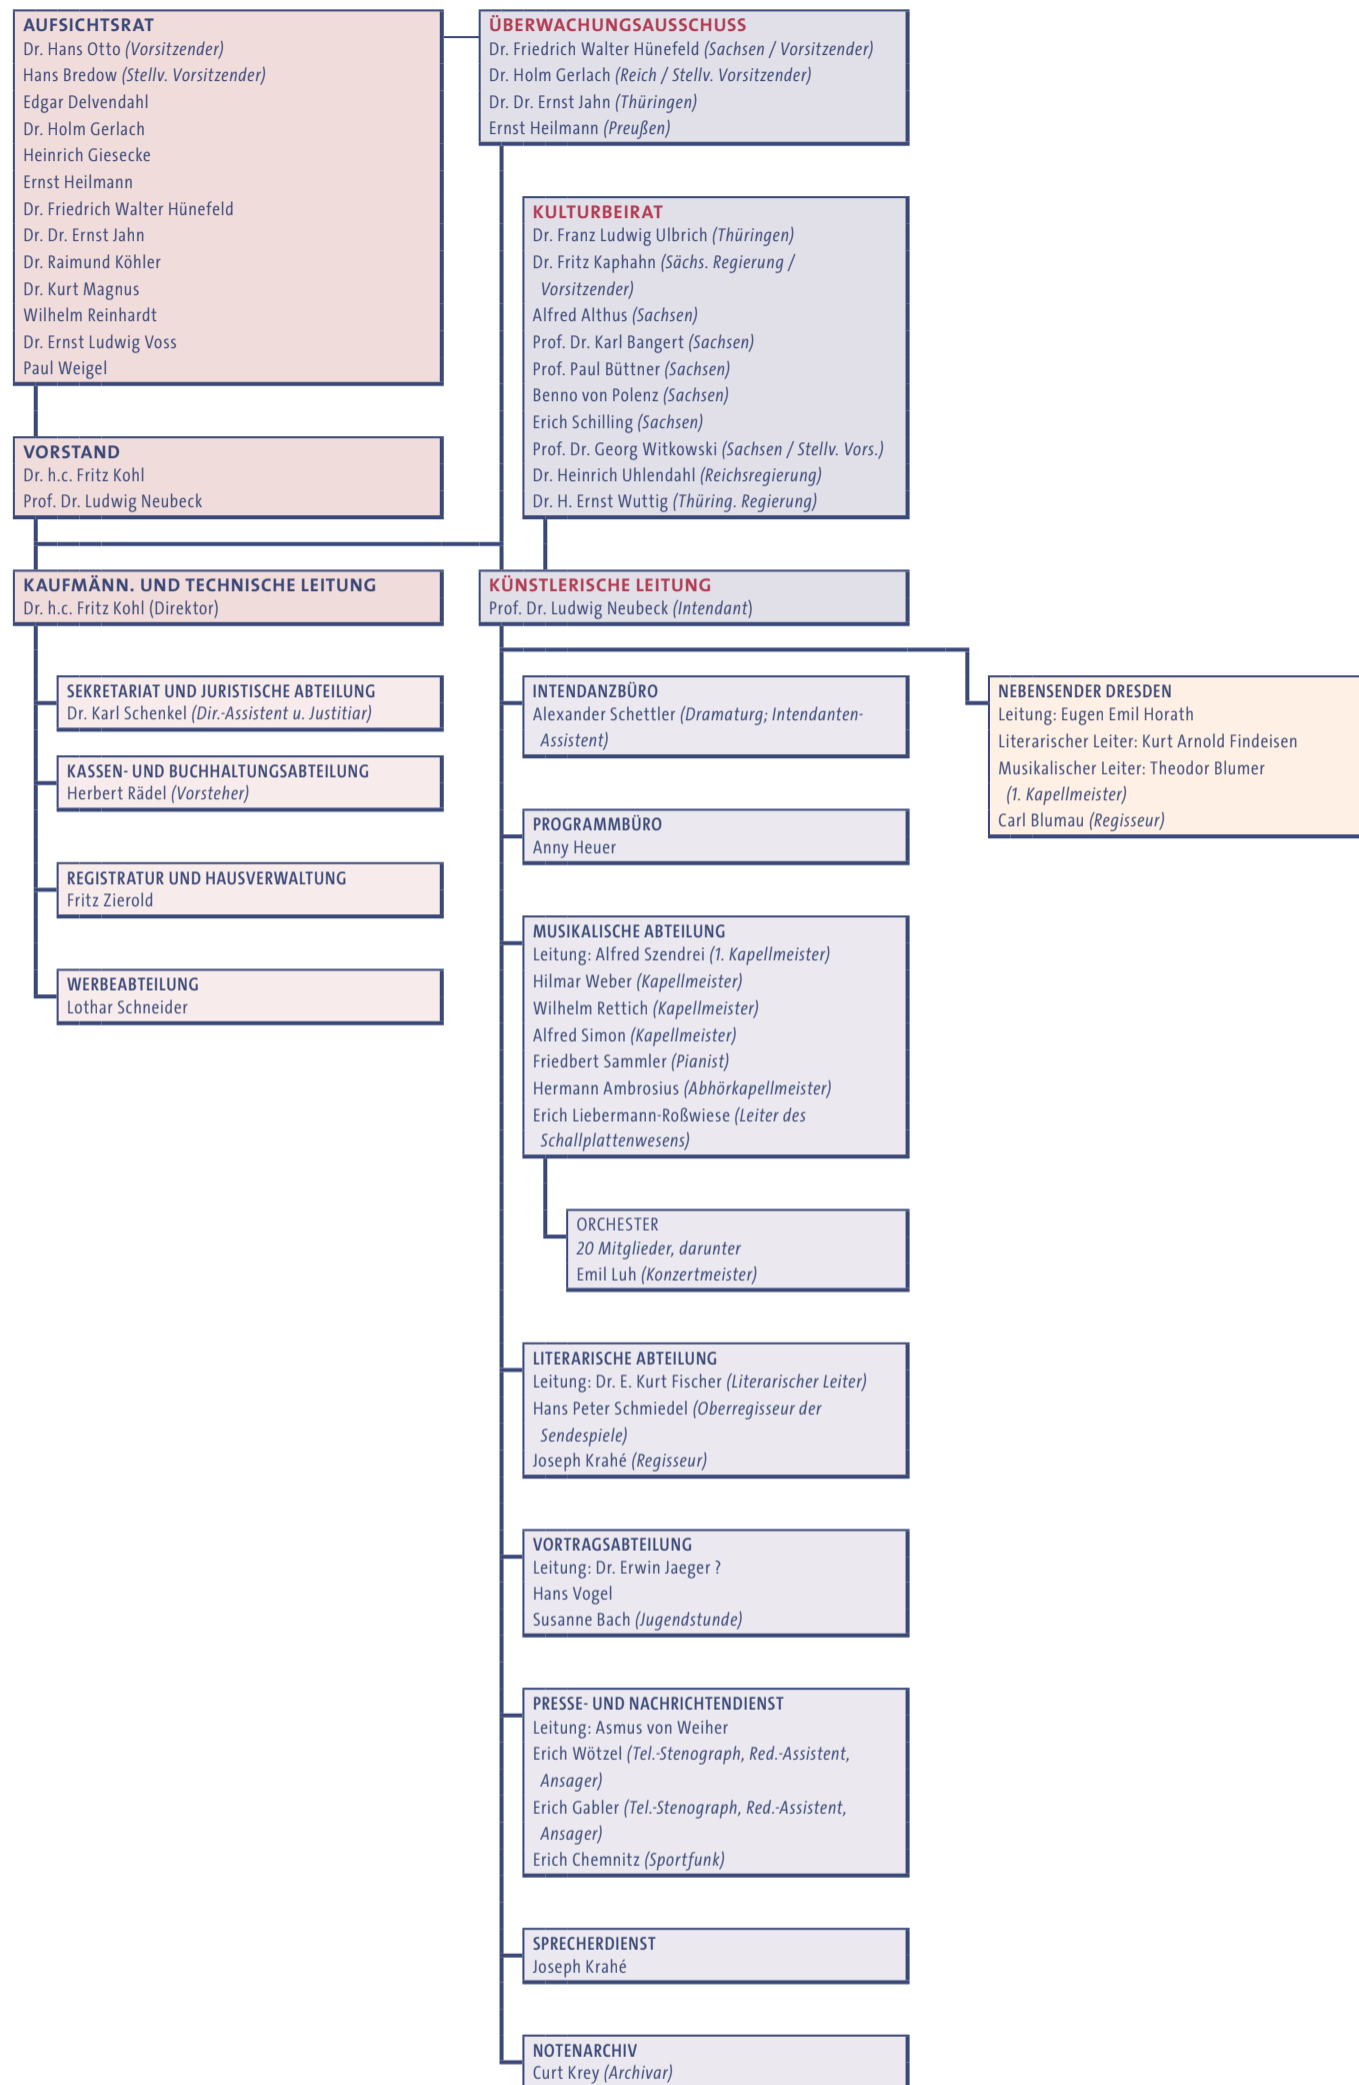 AUFSICHTSRAT
Dr. Hans Otto (Vorsitzender)
Hans Bredow (Stellv. Vorsitzender)
Edgar Delvendahl
Dr. Holm Gerlach
Heinrich Giesecke
Ernst Heilmann
Dr. Friedrich Walter Hünefeld
Dr. Dr. Ernst Jahn
Dr. Raimund Köhler
Dr. Kurt Magnus
Wilhelm Reinhardt
Dr. Ernst Ludwig Voss
Paul Weigel
ÜBERWACHUNGSAUSSCHUSS
Dr. Friedrich Walter Hünefeld (Sachsen / Vorsitzender)
Dr. Holm Gerlach (Reich / Stellv. Vorsitzender)
Dr. Dr. Ernst Jahn (Thüringen)
Ernst Heilmann (Preußen)
KULTURBEIRAT
Dr. Franz Ludwig Ulbrich (Thüringen)
Dr. Fritz Kaphahn (Sächs. Regierung /
Vorsitzender)
Alfred Althus (Sachsen)
Prof. Dr. Karl Bangert (Sachsen)
Prof. Paul Büttner (Sachsen)
Benno von Polenz (Sachsen)
Erich Schilling (Sachsen)
Prof. Dr. Georg Witkowski (Sachsen / Stellv. Vors.)
Dr. Heinrich Uhlendahl (Reichsregierung)
Dr. H. Ernst Wuttig (Thüring. Regierung)
VORSTAND
Dr. h.c. Fritz Kohl
Prof. Dr. Ludwig Neubeck
KAUFMÄNN. UND TECHNISCHE LEITUNG
Dr. h.c. Fritz Kohl (Direktor)
SEKRETARIAT UND JURISTISCHE ABTEILUNG
Dr. Karl Schenkel (Dir.-Assistent u. Justitiar)
KASSEN- UND BUCHHALTUNGSABTEILUNG
Herbert Rädel (Vorsteher)
REGISTRATUR UND HAUSVERWALTUNG
Fritz Zierold
WERBEABTEILUNG
Lothar Schneider
KÜNSTLERISCHE LEITUNG
Prof. Dr. Ludwig Neubeck (Intendant)
INTENDANZBÜRO
Alexander Schettler (Dramaturg; Intendanten-
Assistent)
PROGRAMMBÜRO
Anny Heuer
MUSIKALISCHE ABTEILUNG
Leitung: Alfred Szendrei (1. Kapellmeister)
Hilmar Weber (Kapellmeister)
Wilhelm Rettich (Kapellmeister)
Alfred Simon (Kapellmeister)
Friedbert Sammler (Pianist)
Hermann Ambrosius (Abhörkapellmeister)
Erich Liebermann-Roßwiese (Leiter des
Schallplattenwesens)
ORCHESTER
20 Mitglieder, darunter
Emil Luh (Konzertmeister)
LITERARISCHE ABTEILUNG
Leitung: Dr. E. Kurt Fischer (Literarischer Leiter)
Hans Peter Schmiedel (Oberregisseur der
Sendespiele)
Joseph Krahé (Regisseur)
VORTRAGSABTEILUNG
Leitung: Dr. Erwin Jaeger ?
Hans Vogel
Susanne Bach (Jugendstunde)
PRESSE- UND NACHRICHTENDIENST
Leitung: Asmus von Weiher
Erich Wötzel (Tel.-Stenograph, Red.-Assistent,
Ansager)
Erich Gabler (Tel.-Stenograph, Red.-Assistent,
Ansager)
Erich Chemnitz (Sportfunk)
SPRECHERDIENST
Joseph Krahé
NOTENARCHIV
Curt Krey (Archivar)
NEBENSENDER DRESDEN
Leitung: Eugen Emil Horath
Literarischer Leiter: Kurt Arnold Findeisen
Musikalischer Leiter: Theodor Blumer
(1. Kapellmeister)
Carl Blumau (Regisseur)